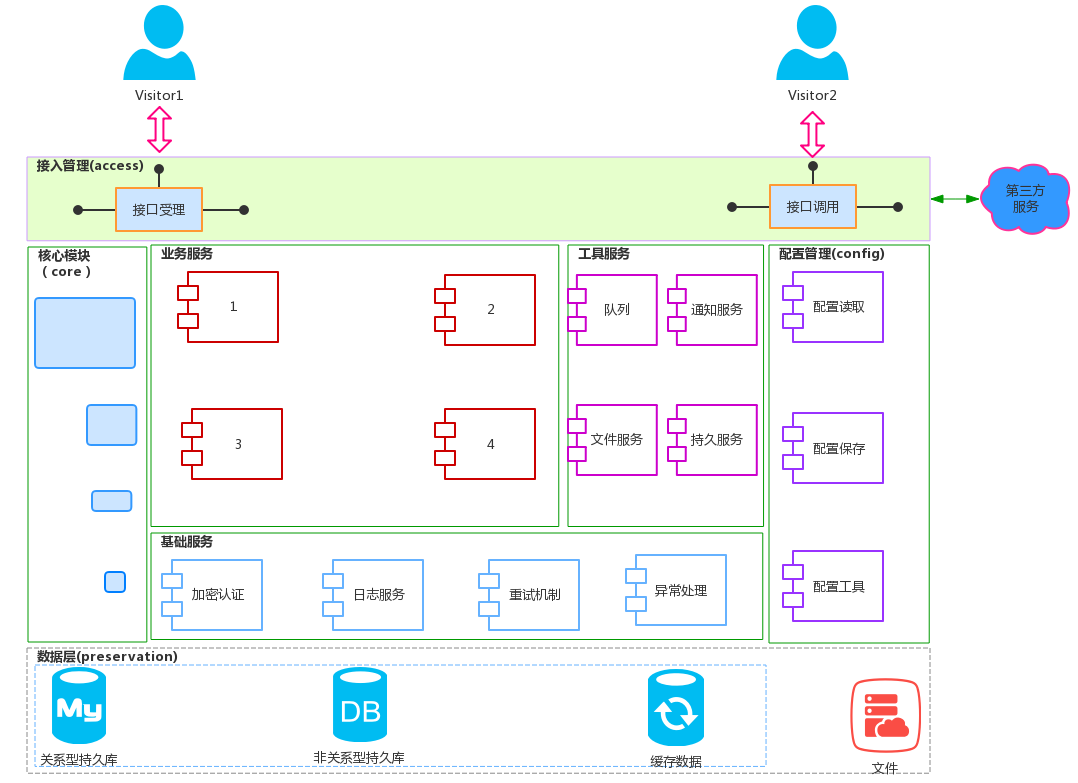 Visitor1
Visitor2
接入管理(access)
接口受理
接口调用
第三方
服务
核心模块
（ core ）
业务服务
1
2
3
4
工具服务
队列
通知服务
文件服务
持久服务
配置管理(config)
配置读取
配置保存
配置工具
基础服务
加密认证
日志服务
重试机制
异常处理
数据层(preservation)
My
关系型持久库
DB
非关系型持久库
缓存数据
文件